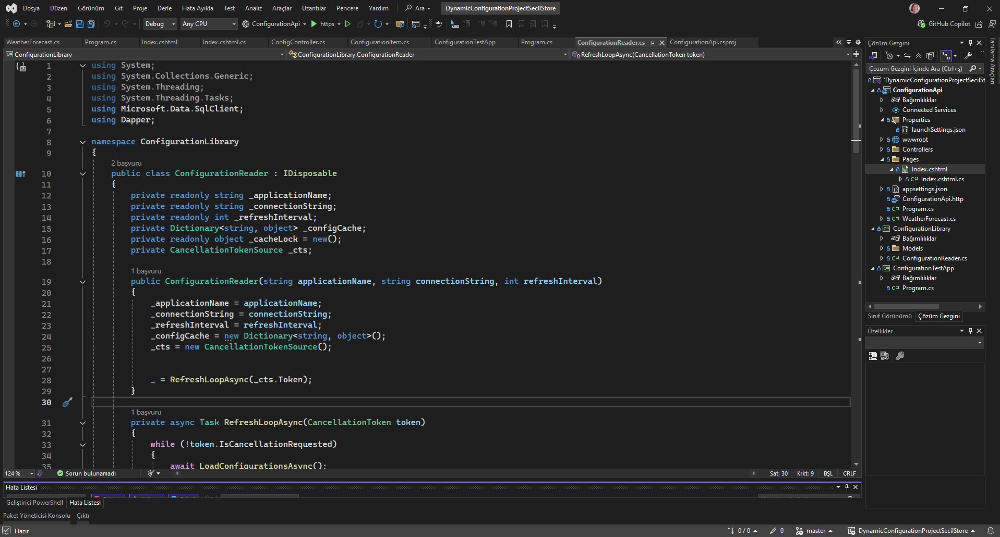 Dosya Düzen Görünüm Git Proje Derle Hata Ayıkla Test Analiz Araçlar Uzantılar Pencere Yardım Ara DynamicConfigurationProjectSecilStore
Debug Any CPU ConfigurationApi https GitHub Copilot
WeatherForecast.cs Program.cs Index.cshtml Index.cshtml.cs ConfigController.cs ConfigurationItem.cs ConfigurationTestApp Program.cs ConfigurationReader.cs ConfigurationApi.csproj
ConfigurationLibrary ConfigurationLibrary.ConfigurationReader RefreshLoopAsync(CancellationToken token)
1 using System;
2 using System.Collections.Generic;
3 using System.Threading;
4 using System.Threading.Tasks;
5 using Microsoft.Data.SqlClient;
6 using Dapper;
7
8 namespace ConfigurationLibrary
9 {
2 başvuru
10 public class ConfigurationReader : IDisposable
11 {
12 private readonly string _applicationName;
13 private readonly string _connectionString;
14 private readonly int _refreshInterval;
15 private Dictionary<string, object> _configCache;
16 private readonly object _cacheLock = new();
17 private CancellationTokenSource _cts;
18
1 başvuru
19 public ConfigurationReader(string applicationName, string connectionString, int refreshInterval)
20 {
21 _applicationName = applicationName;
22 _connectionString = connectionString;
23 _refreshInterval = refreshInterval;
24 _configCache = new Dictionary<string, object>();
25 _cts = new CancellationTokenSource();
26
27
28 _ = RefreshLoopAsync(_cts.Token);
29 }
30
1 başvuru
31 private async Task RefreshLoopAsync(CancellationToken token)
32 {
33 while (!token.IsCancellationRequested)
34 {
35 await LoadConfigurationsAsync();
124 % Sorun bulunamadı Sat: 30 Krkt: 9 BŞL CRLF
Hata Listesi
Geliştirici PowerShell Hata Listesi
Paket Yöneticisi Konsolu Çıktı
Hazır 0 / 0 0 master DynamicConfigurationProjectSecilStore
Çözüm Gezgini
Çözüm Gezgini İçinde Ara (Ctrl+ş)
'DynamicConfigurationProjectSecilSt
ConfigurationApi
Bağımlılıklar
Connected Services
Properties
launchSettings.json
wwwroot
Controllers
Pages
Index.cshtml
Index.cshtml.cs
appsettings.json
ConfigurationApi.http
Program.cs
WeatherForecast.cs
ConfigurationLibrary
Bağımlılıklar
Models
ConfigurationReader.cs
ConfigurationTestApp
Bağımlılıklar
Program.cs
Sınıf Görünümü Çözüm Gezgini
Özellikler
Tanılama Araçları